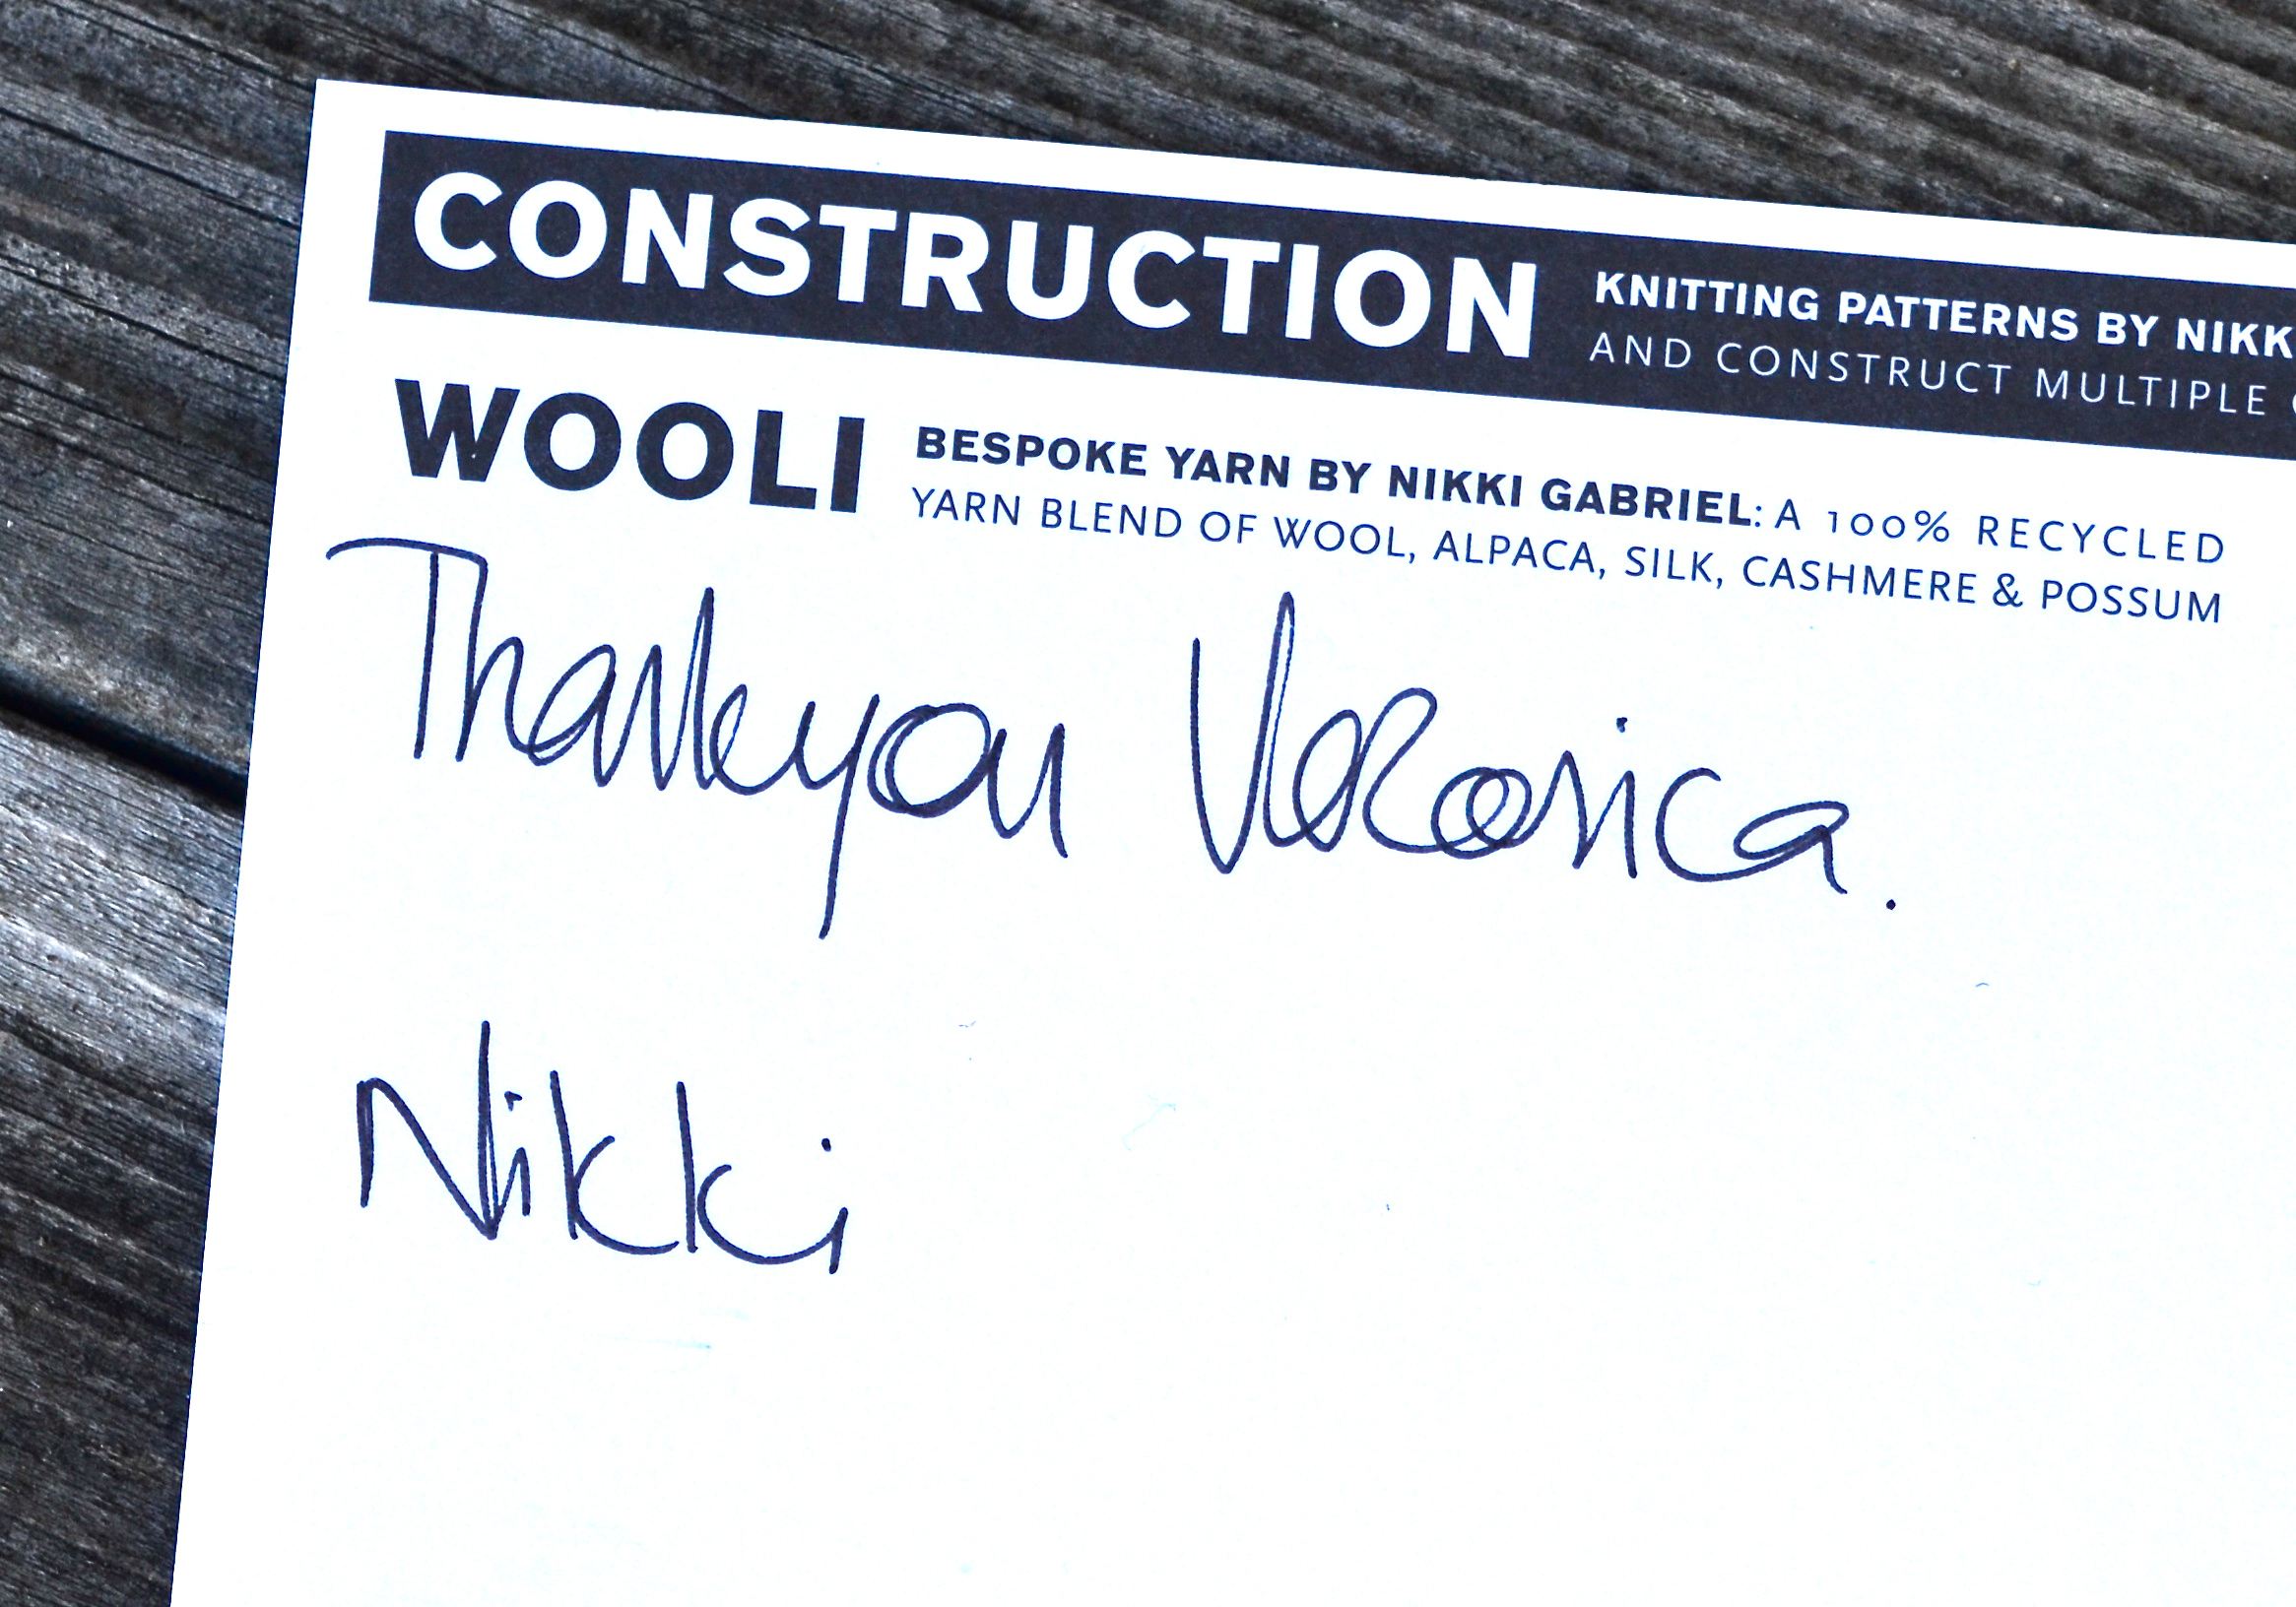 CONSTRUCTION
KNITTING PATTERNS BY NIKK
AND CONSTRUCT MULTIPLE
WOOLI
BESPOKE YARN BY NIKKI GABRIEL: A 100% RECYCLED
YARN BLEND OF WOOL, ALPACA, SILK, CASHMERE & POSSUM
Thankyou Veronica.
Nikki